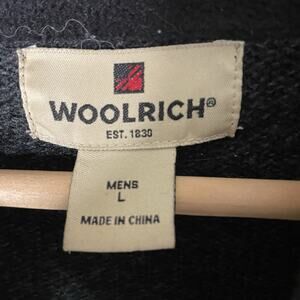 WOOLRICH®
EST. 1830
MENS
L
MADE IN CHINA